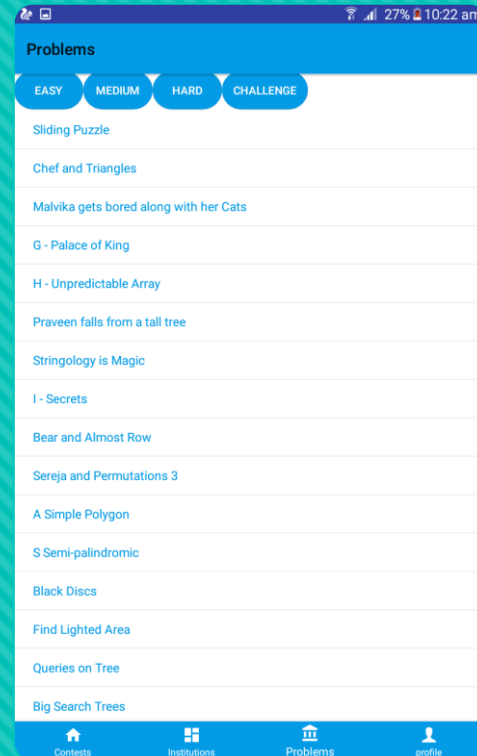 27% 10:22 am
Problems
EASY MEDIUM HARD CHALLENGE
Sliding Puzzle
Chef and Triangles
Malvika gets bored along with her Cats
G - Palace of King
H - Unpredictable Array
Praveen falls from a tall tree
Stringology is Magic
I - Secrets
Bear and Almost Row
Sereja and Permutations 3
A Simple Polygon
S Semi-palindromic
Black Discs
Find Lighted Area
Queries on Tree
Big Search Trees
Contests Institutions Problems profile